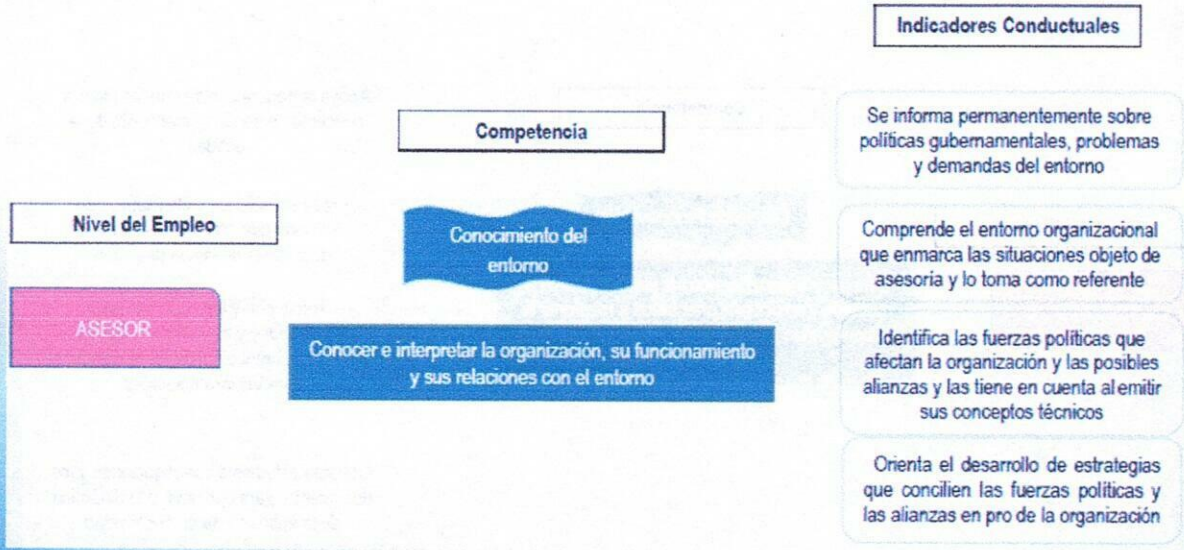 Indicadores Conductuales
Competencia
Nivel del Empleo
ASESOR
Conocimiento del
entorno
Conocer e interpretar la organización, su funcionamiento
y sus relaciones con el entorno
Se informa permanentemente sobre
políticas gubernamentales, problemas
y demandas del entorno
Comprende el entorno organizacional
que enmarca las situaciones objeto de
asesoría y lo toma como referente
Identifica las fuerzas políticas que
afectan la organización y las posibles
alianzas y las tiene en cuenta al emitir
sus conceptos técnicos
Orienta el desarrollo de estrategias
que concilien las fuerzas políticas y
las alianzas en pro de la organización